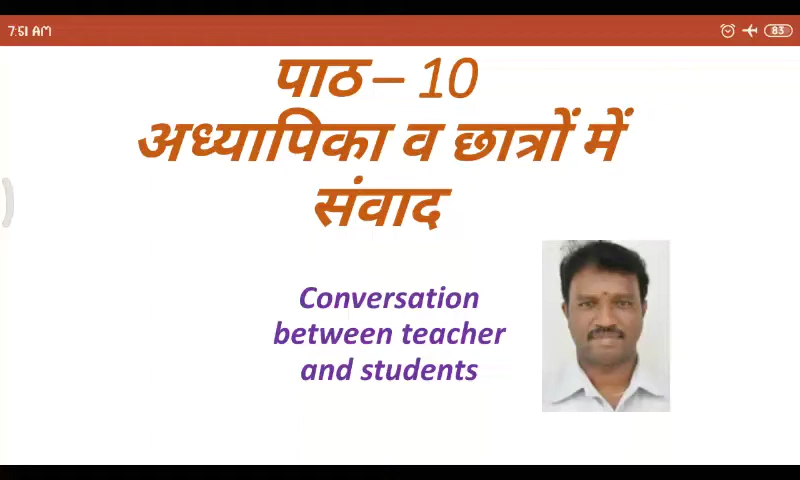 7:51 AM
83
पाठ – 10
अध्यापिका व छात्रों में
संवाद
Conversation
between teacher
and students